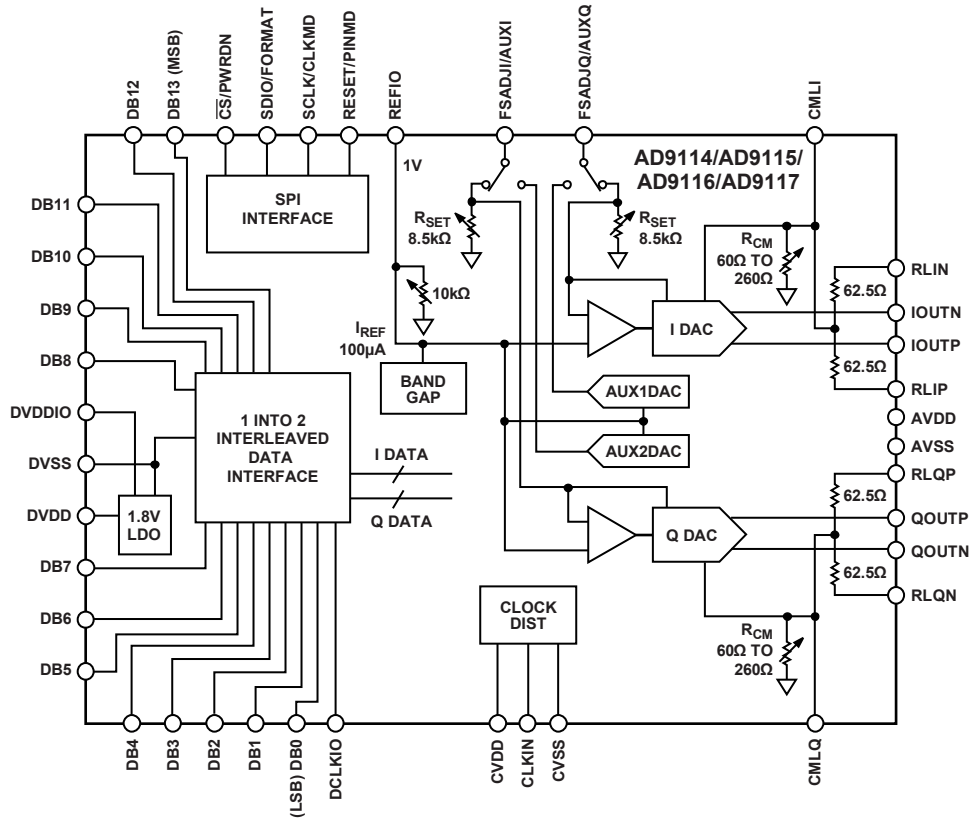 DB12
DB13 (MSB)
CS/PWRDN
SDIO/FORMAT
SCLK/CLKMD
RESET/PINMD
REFIO
FSADJI/AUXI
FSADJQ/AUXQ
CMLI
AD9114/AD9115/
AD9116/AD9117
1V
SPI
INTERFACE
RSET
8.5kΩ
RSET
8.5kΩ
RCM
60Ω TO
260Ω
10kΩ
IREF
100µA
BAND
GAP
I DAC
AUX1DAC
AUX2DAC
Q DAC
62.5Ω
62.5Ω
62.5Ω
62.5Ω
DB11
DB10
DB9
DB8
DVDDIO
DVSS
DVDD
DB7
DB6
DB5
1 INTO 2
INTERLEAVED
DATA
INTERFACE
I DATA
Q DATA
1.8V
LDO
CLOCK
DIST
RCM
60Ω TO
260Ω
RLIN
IOUTN
IOUTP
RLIP
AVDD
AVSS
RLQP
QOUTP
QOUTN
RLQN
DB4
DB3
DB2
DB1
(LSB) DB0
DCLKIO
CVDD
CLKIN
CVSS
CMLQ